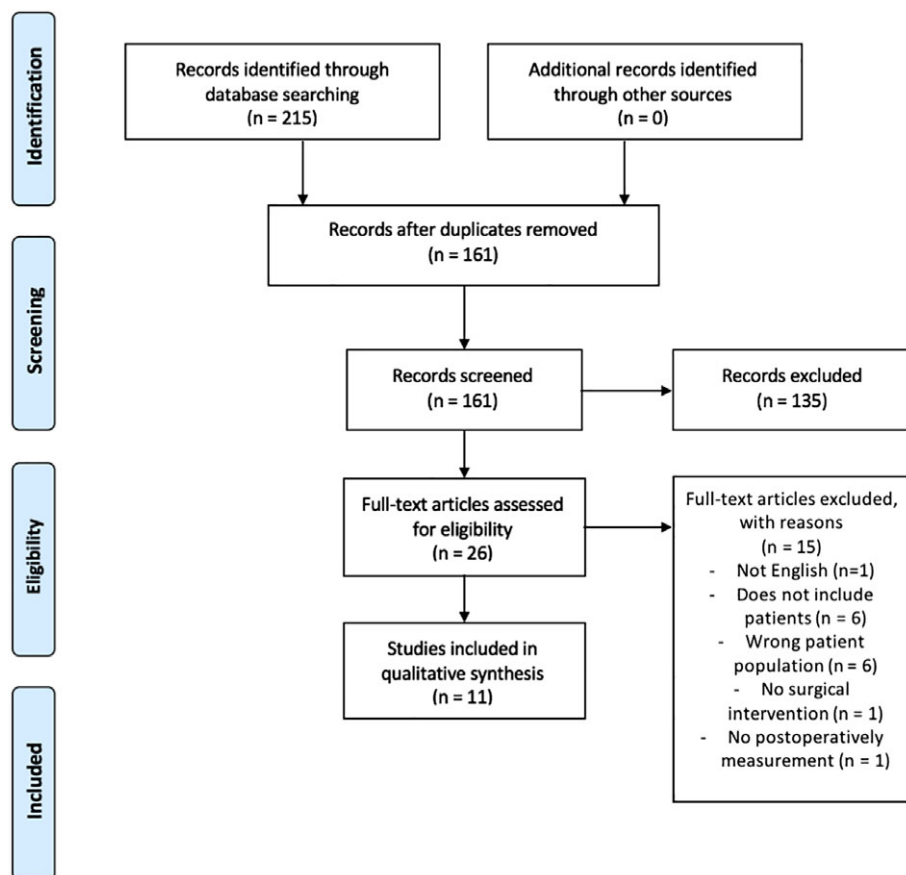 Identification
Records identified through
database searching
(n = 215)
Additional records identified
through other sources
(n = 0)
Records after duplicates removed
(n = 161)
Screening
Records screened
(n = 161)
Records excluded
(n = 135)
Eligibility
Full-text articles assessed
for eligibility
(n = 26)
Full-text articles excluded,
with reasons
(n = 15)
- Not English (n=1)
- Does not include
patients (n = 6)
- Wrong patient
population (n = 6)
- No surgical
intervention (n = 1)
- No postoperatively
measurement (n = 1)
Studies included in
qualitative synthesis
(n = 11)
Included